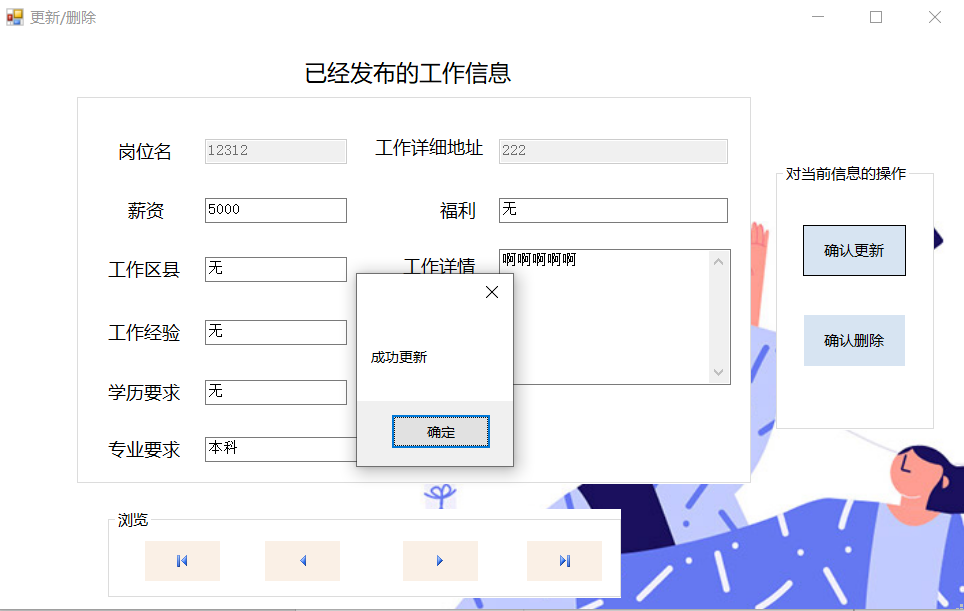 更新/删除
已经发布的工作信息
岗位名 12312 工作详细地址 222
薪资 5000 福利 无
工作区县 无 工作详情 啊啊啊啊啊
工作经验 无
学历要求 无
专业要求 本科
对当前信息的操作
确认更新
确认删除
成功更新
确定
浏览